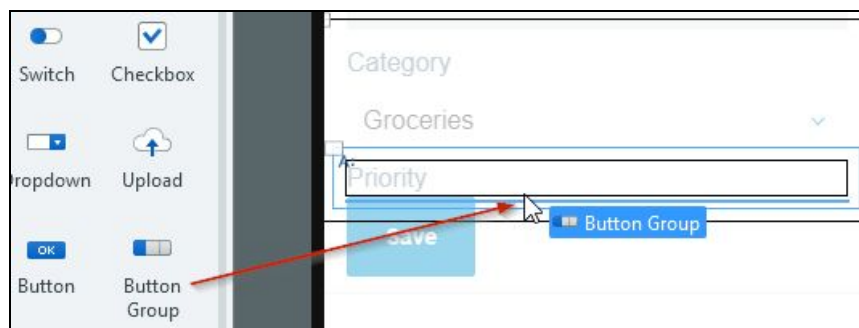 Switch
Checkbox
ropdown
Upload
OK
Button
Button
Group
Category
Groceries
A:
Priority
Button Group
Save